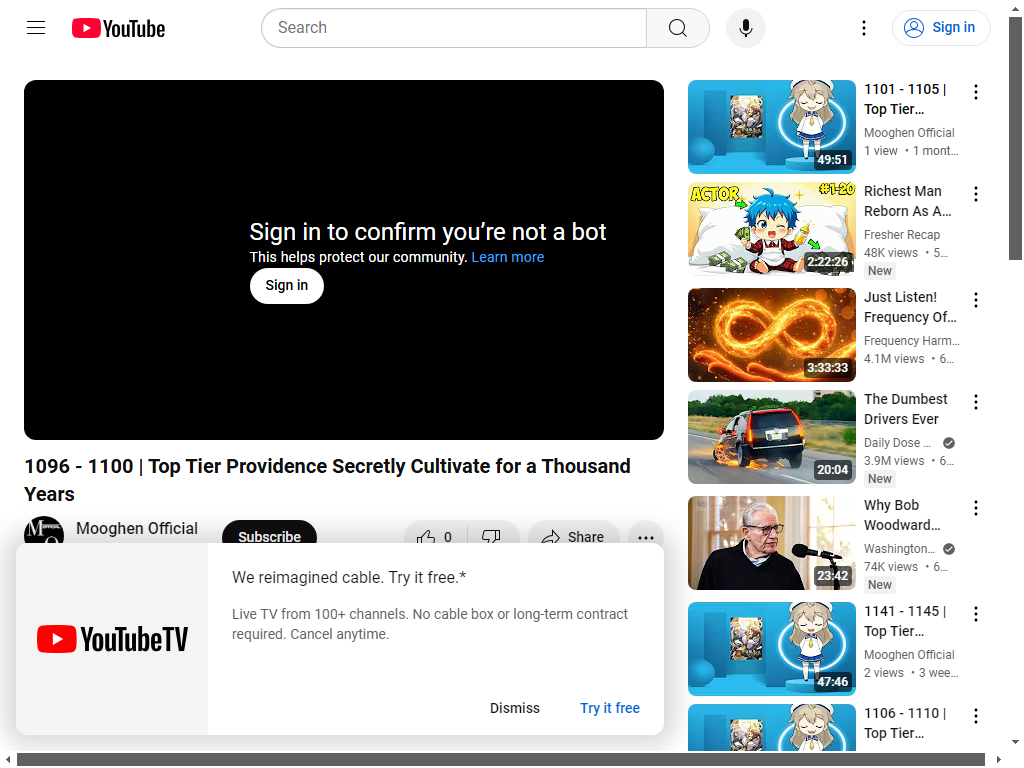 YouTube
Search
Sign in
Sign in to confirm you’re not a bot
This helps protect our community. Learn more
Sign in
1096 - 1100 | Top Tier Providence Secretly Cultivate for a Thousand
Years
Mooghen Official
Subscribe
0
Share
YouTubeTV
We reimagined cable. Try it free.*
Live TV from 100+ channels. No cable box or long-term contract
required. Cancel anytime.
Dismiss
Try it free
49:51
1101 - 1105 |
Top Tier…
Mooghen Official
1 view • 1 mont…
ACTOR
#1-20
2:22:26
Richest Man
Reborn As A…
Fresher Recap
48K views • 5…
New
3:33:33
Just Listen!
Frequency Of…
Frequency Harm…
4.1M views • 6…
20:04
The Dumbest
Drivers Ever
Daily Dose …
3.9M views • 6…
New
23:42
Why Bob
Woodward…
Washington…
74K views • 6…
New
47:46
1141 - 1145 |
Top Tier…
Mooghen Official
2 views • 3 wee…
1106 - 1110 |
Top Tier…